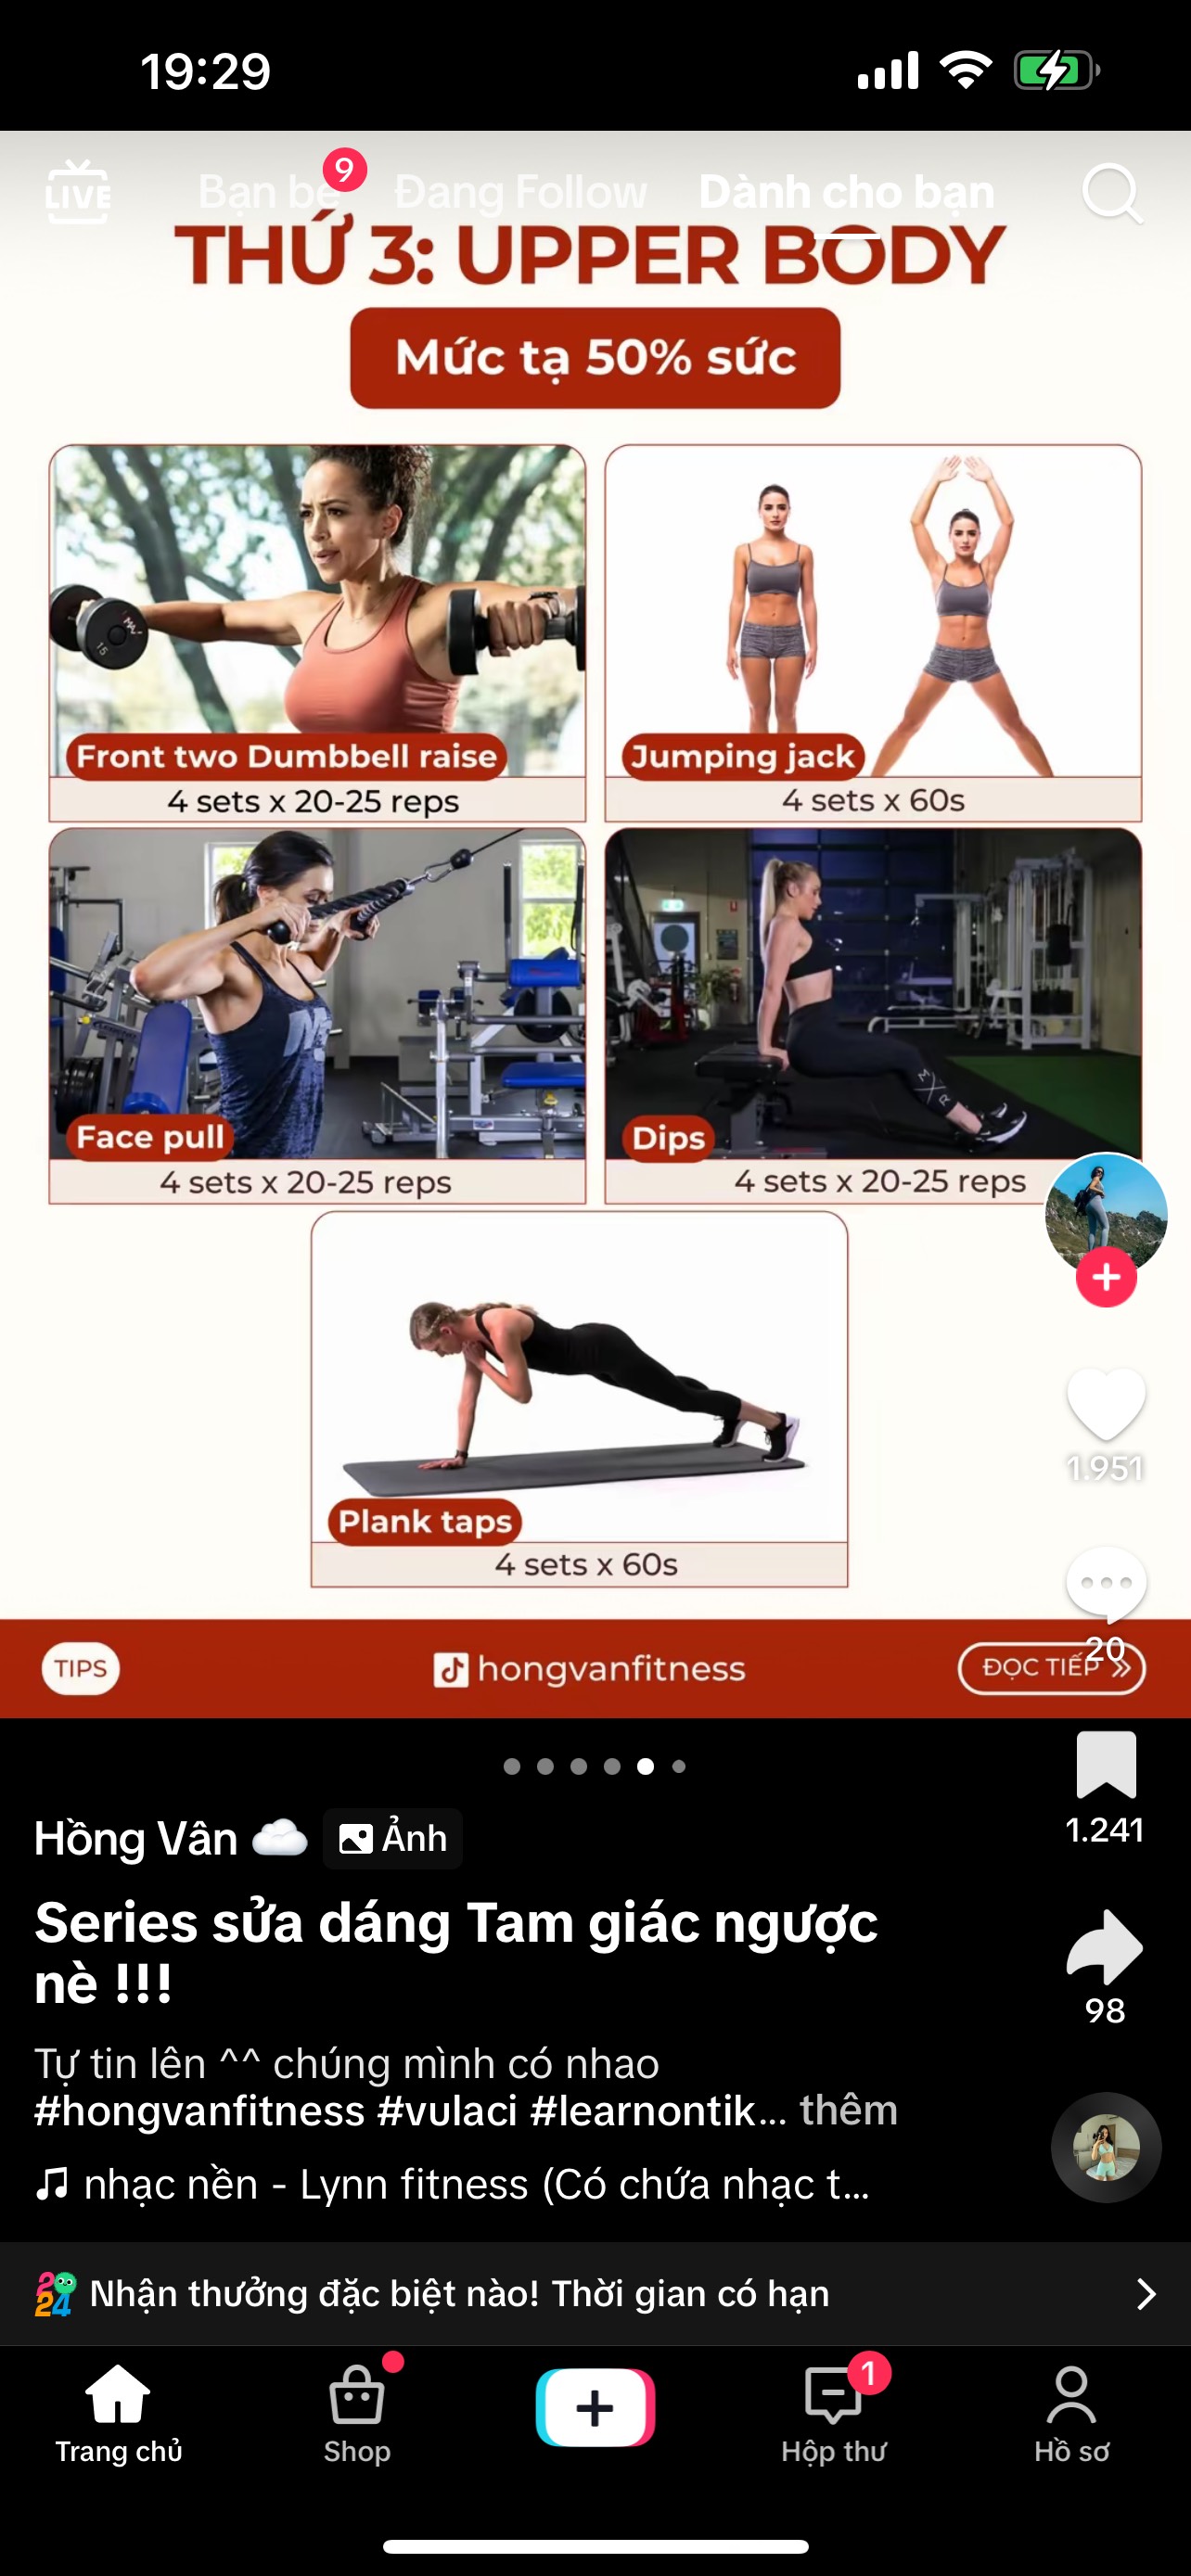 19:29
LIVE
Bạn bè
9
Đang Follow
Dành cho bạn
THỨ 3: UPPER BODY
Mức tạ 50% sức
15
Front two Dumbbell raise
4 sets x 20-25 reps
Jumping jack
4 sets x 60s
Face pull
4 sets x 20-25 reps
Dips
4 sets x 20-25 reps
Plank taps
4 sets x 60s
1.951
20
TIPS
hongvanfitness
ĐỌC TIẾP
1.241
Hồng Vân
Ảnh
Series sửa dáng Tam giác ngược
nè !!!
98
Tự tin lên ^^ chúng mình có nhao
#hongvanfitness #vulaci #learnontik... thêm
nhạc nền - Lynn fitness (Có chứa nhạc t...
2024
Nhận thưởng đặc biệt nào! Thời gian có hạn
Trang chủ
Shop
1
Hộp thư
Hồ sơ